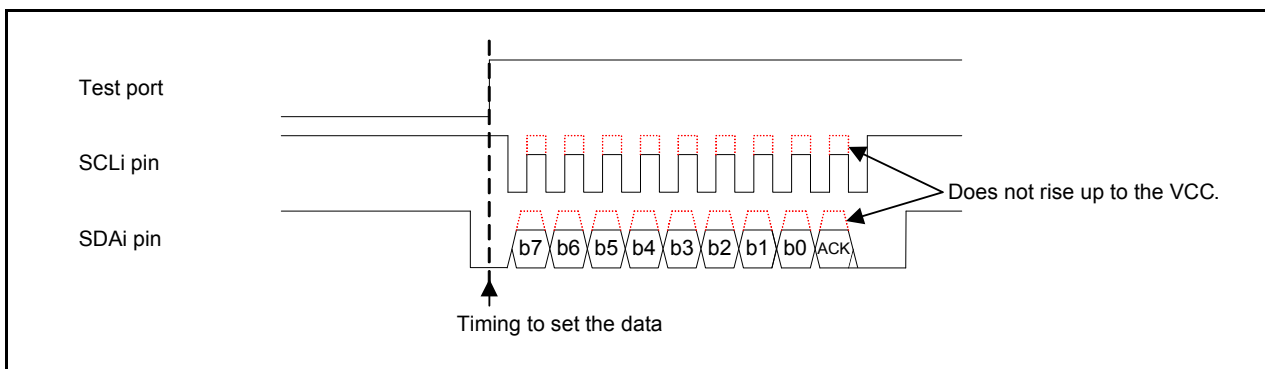 Test port
SCLi pin
Does not rise up to the VCC.
SDAi pin
b7 b6 b5 b4 b3 b2 b1 b0 ACK
Timing to set the data